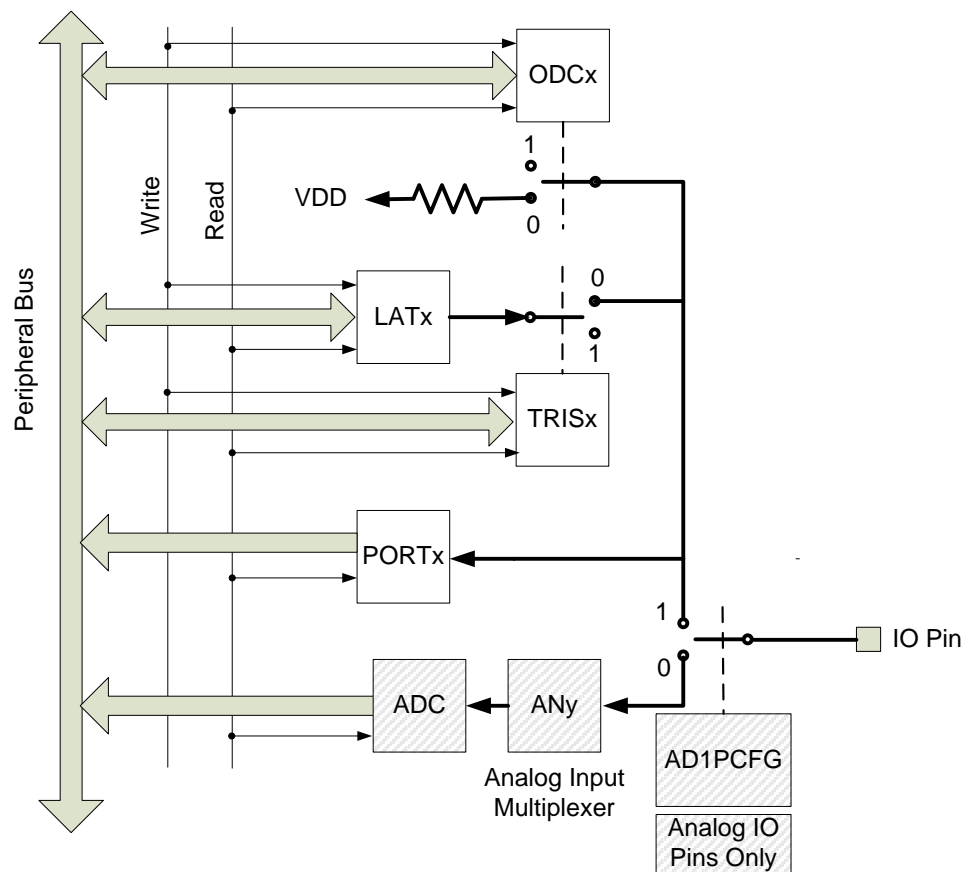 ODCx
1
VDD
0
Write
Read
Peripheral Bus
0
LATx
1
TRISx
PORTx
1
IO Pin
0
ADC
ANy
AD1PCFG
Analog Input
Multiplexer
Analog IO
Pins Only